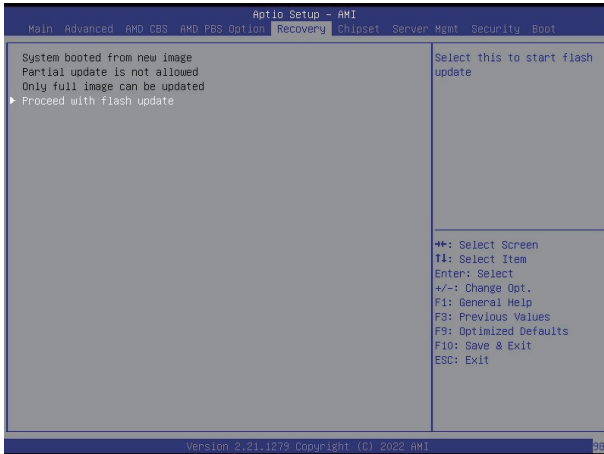 Aptio Setup - AMI
Main Advanced AMD CBS AMD PBS Option Recovery Chipset Server Mgmt Security Boot
System booted from new image
Partial update is not allowed
Only full image can be updated
▶ Proceed with flash update
Select this to start flash
update
→←: Select Screen
↑↓: Select Item
Enter: Select
+/-: Change Opt.
F1: General Help
F3: Previous Values
F9: Optimized Defaults
F10: Save & Exit
ESC: Exit
Version 2.21.1279 Copyright (C) 2022 AMI
98